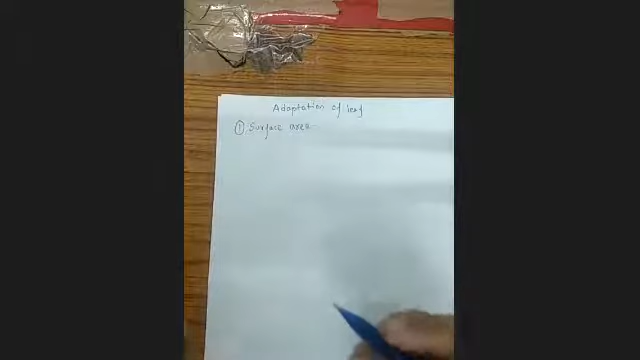 Adaptation of leaf
① Surface area